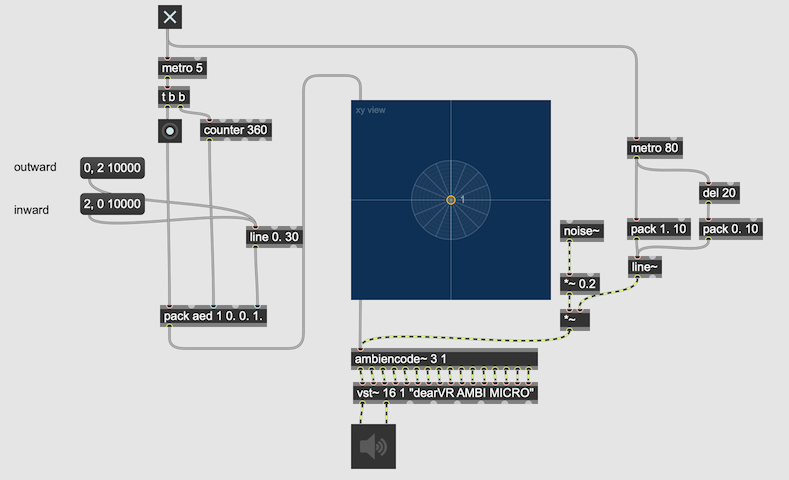 metro 5
t b b
xy view
counter 360
metro 80
outward
0, 2 10000
del 20
inward
2, 0 10000
1
line 0. 30
noise~
pack 1. 10
pack 0. 10
line~
*~ 0.2
pack aed 1 0. 0. 1.
*~
ambiencode~ 3 1
vst~ 16 1 "dearVR AMBI MICRO"